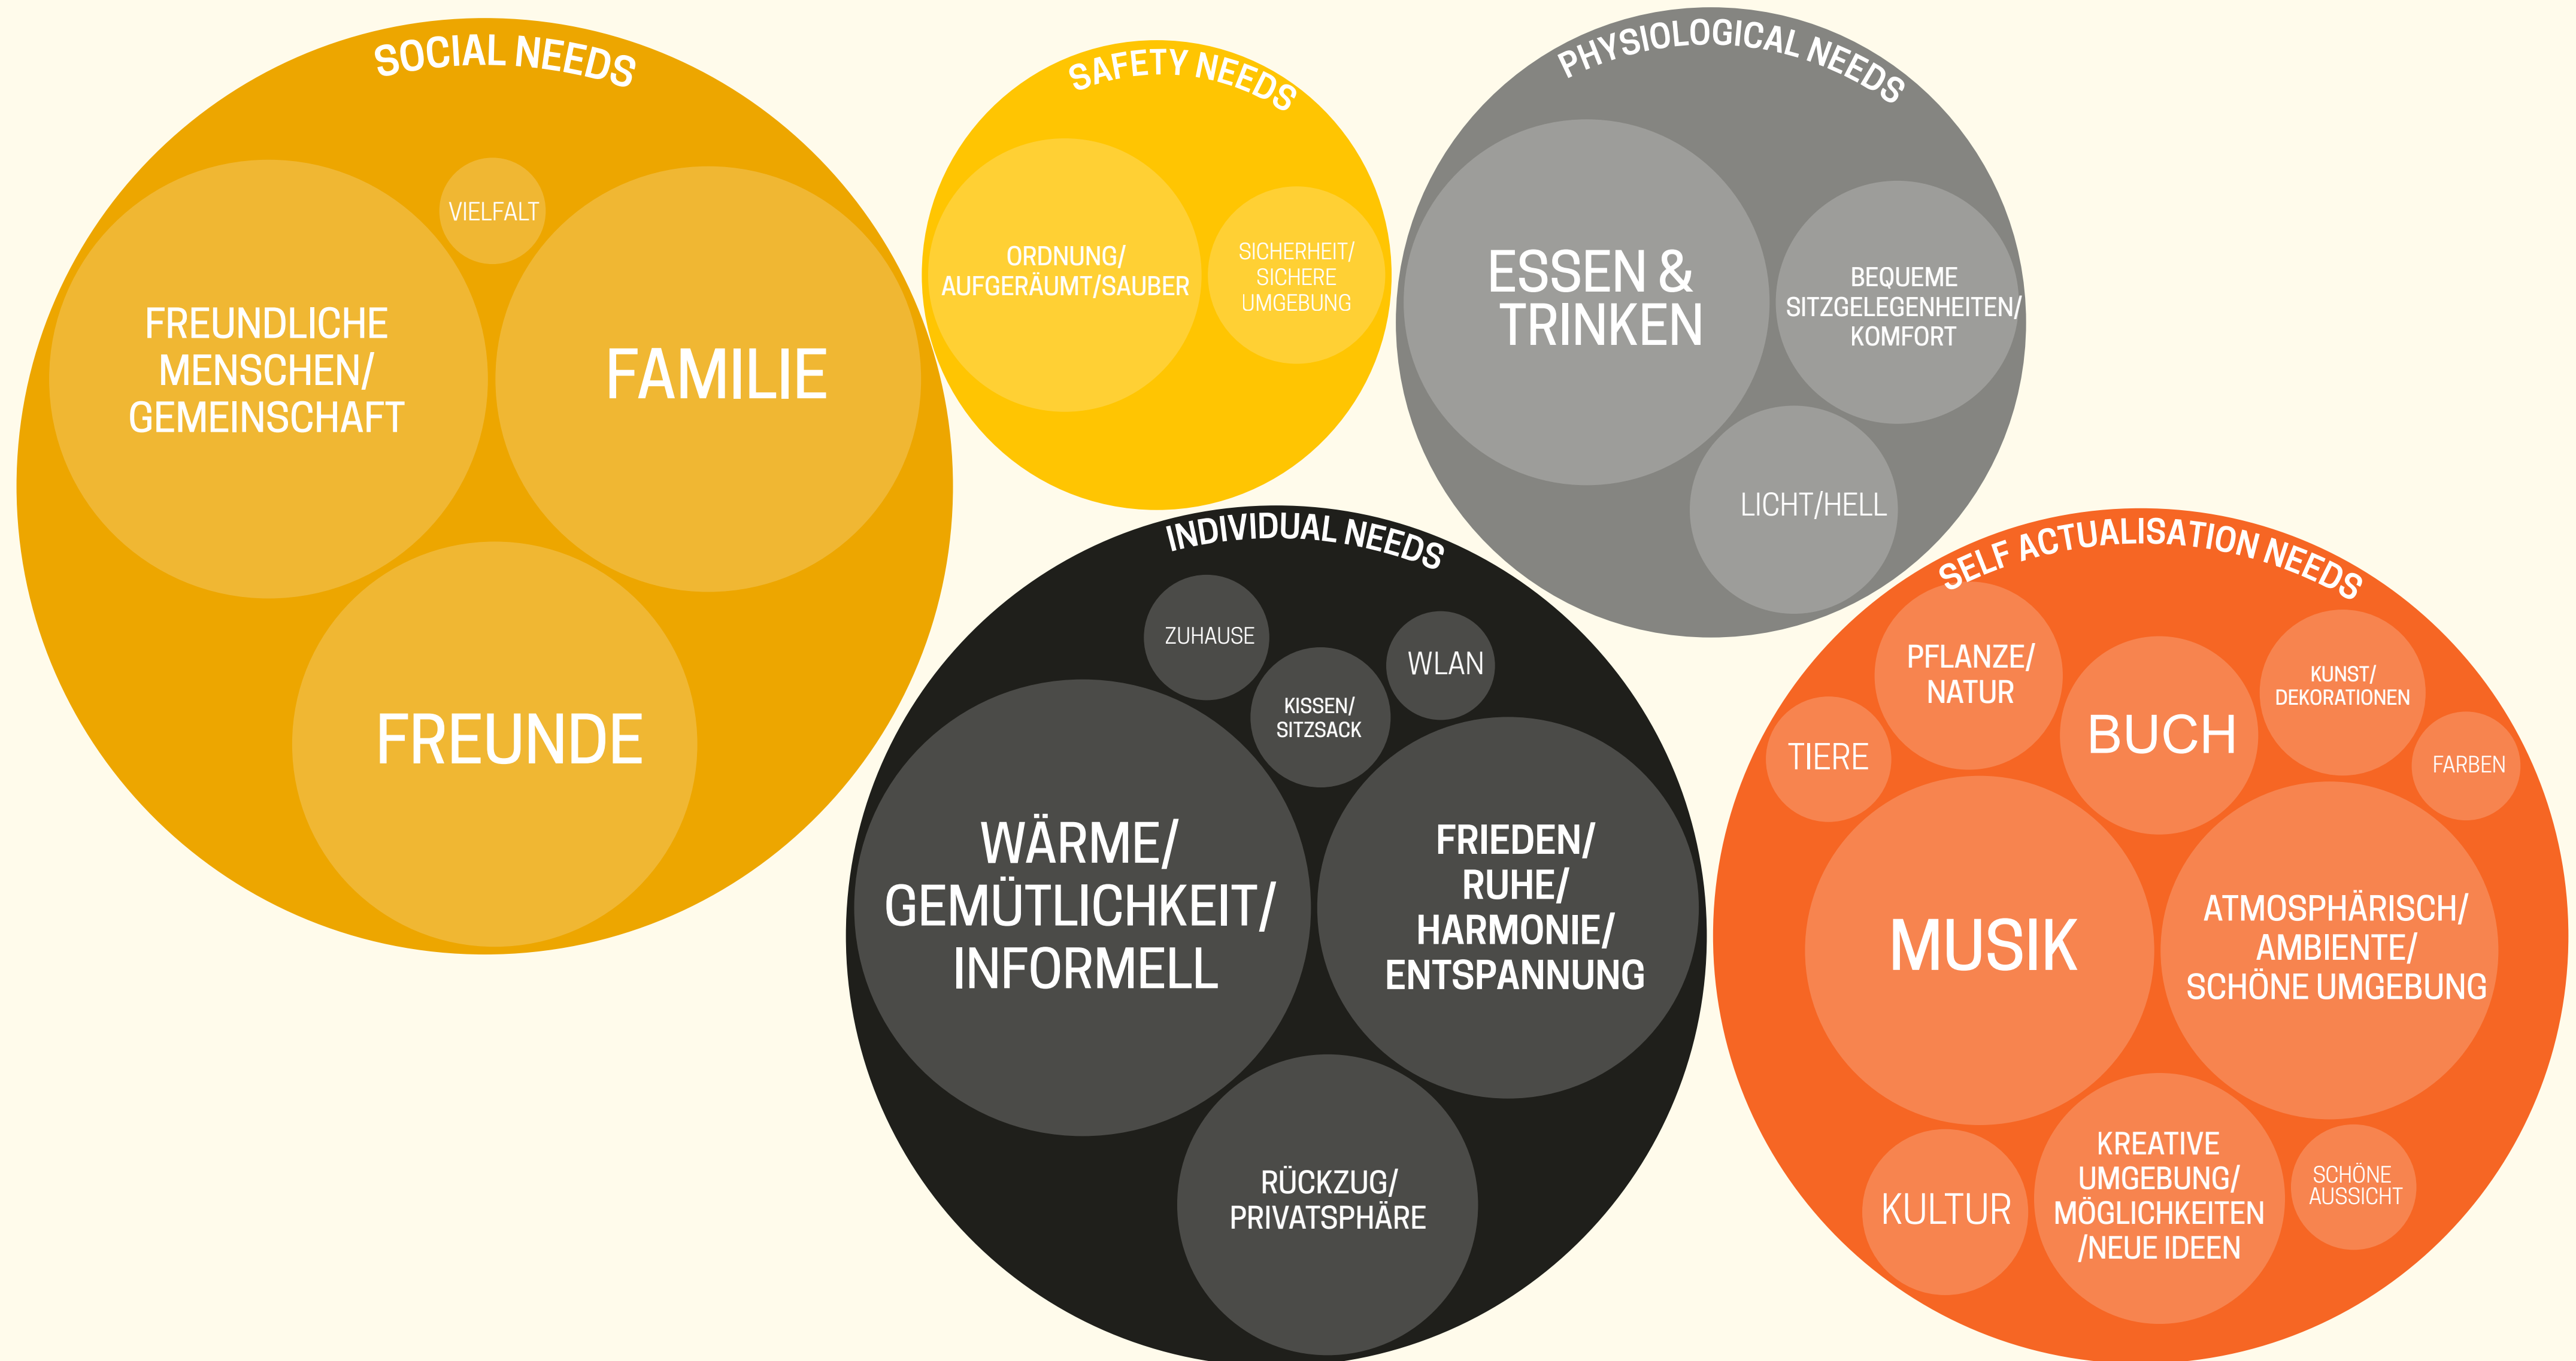 SOCIAL NEEDS
VIELFALT
FREUNDLICHE
MENSCHEN/
GEMEINSCHAFT
FAMILIE
FREUNDE
SAFETY NEEDS
ORDNUNG/
AUFGERÄUMT/SAUBER
SICHERHEIT/
SICHERE
UMGEBUNG
PHYSIOLOGICAL NEEDS
ESSEN &
TRINKEN
BEQUEME
SITZGELEGENHEITEN/
KOMFORT
LICHT/HELL
INDIVIDUAL NEEDS
ZUHAUSE
WLAN
KISSEN/
SITZSACK
WÄRME/
GEMÜTLICHKEIT/
INFORMELL
FRIEDEN/
RUHE/
HARMONIE/
ENTSPANNUNG
RÜCKZUG/
PRIVATSPHÄRE
SELF ACTUALISATION NEEDS
PFLANZE/
NATUR
KUNST/
DEKORATIONEN
BUCH
TIERE
FARBEN
MUSIK
ATMOSPHÄRISCH/
AMBIENTE/
SCHÖNE UMGEBUNG
KULTUR
KREATIVE
UMGEBUNG/
MÖGLICHKEITEN
/NEUE IDEEN
SCHÖNE
AUSSICHT